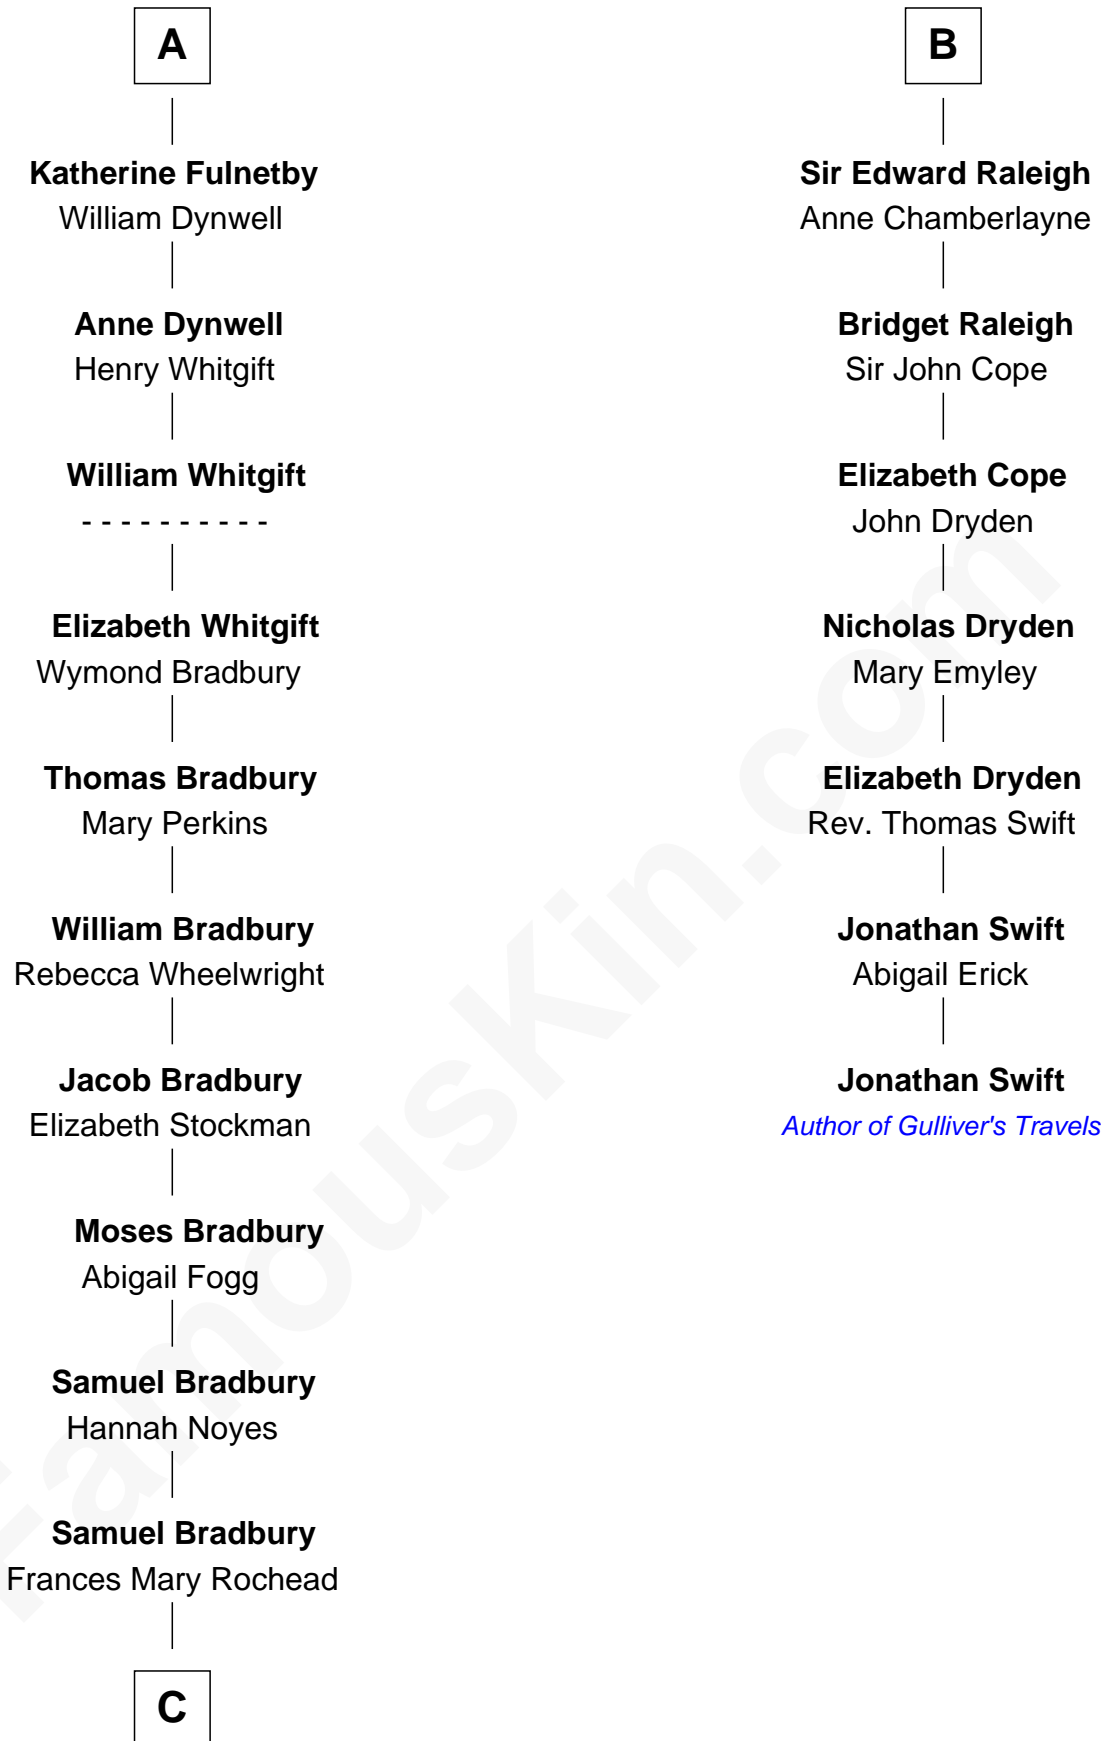 A
Katherine Fulnetby
William Dynwell
Anne Dynwell
Henry Whitgift
William Whitgift
- - - - - - - - - -
Elizabeth Whitgift
Wymond Bradbury
Thomas Bradbury
Mary Perkins
William Bradbury
Rebecca Wheelwright
Jacob Bradbury
Elizabeth Stockman
Moses Bradbury
Abigail Fogg
Samuel Bradbury
Hannah Noyes
Samuel Bradbury
Frances Mary Rochead
C
B
Sir Edward Raleigh
Anne Chamberlayne
Bridget Raleigh
Sir John Cope
Elizabeth Cope
John Dryden
Nicholas Dryden
Mary Emyley
Elizabeth Dryden
Rev. Thomas Swift
Jonathan Swift
Abigail Erick
Jonathan Swift
Author of Gulliver's Travels
FamousKin.com